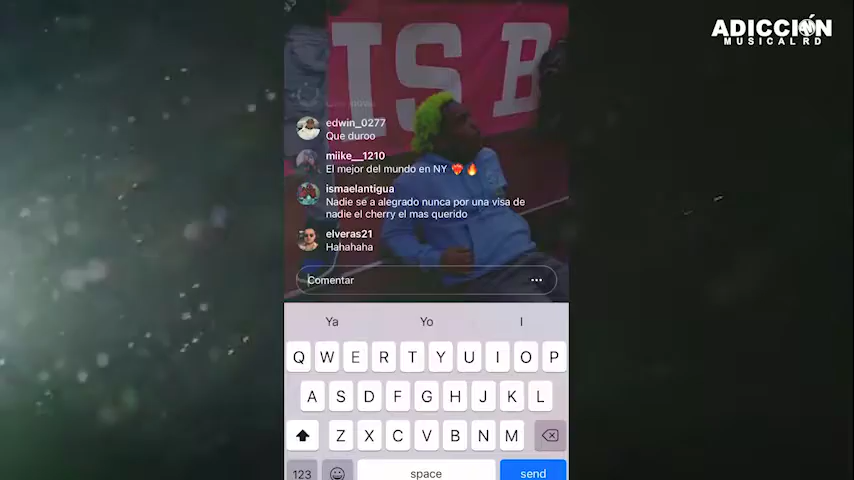 ADICCIÓN
MUSICAL RD
IS B
edwin_0277
Que duroo
miike__1210
El mejor del mundo en NY ❤️‍🔥🔥
ismaelantigua
Nadie se a alegrado nunca por una visa de
nadie el cherry el mas querido
elveras21
Hahahaha
Comentar
Ya Yo I
Q W E R T Y U I O P
A S D F G H J K L
Z X C V B N M
123 space send